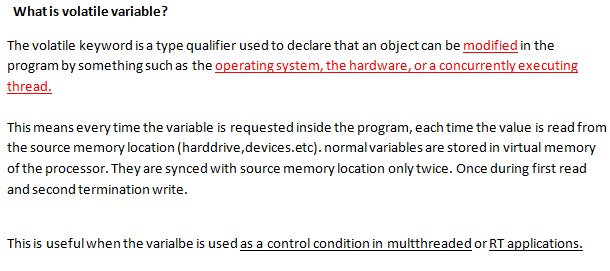 What is volatile variable?
The volatile keyword is a type qualifier used to declare that an object can be modified in the
program by something such as the operating system, the hardware, or a concurrently executing
thread.
This means every time the variable is requested inside the program, each time the value is read from
the source memory location (harddrive,devices.etc). normal variables are stored in virtual memory
of the processor. They are synced with source memory location only twice. Once during first read
and second termination write.
This is useful when the varialbe is used as a control condition in multthreaded or RT applications.